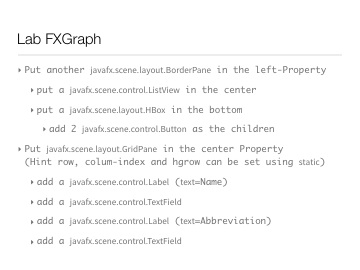 Lab FXGraph
Put another javafx.scene.layout.BorderPane in the left-Property
put a javafx.scene.control.ListView in the center
put a javafx.scene.layout.HBox in the bottom
add 2 javafx.scene.control.Button as the children
Put javafx.scene.layout.GridPane in the center Property
(Hint row, colum-index and hgrow can be set using static)
add a javafx.scene.control.Label (text=Name)
add a javafx.scene.control.TextField
add a javafx.scene.control.Label (text=Abbreviation)
add a javafx.scene.control.TextField